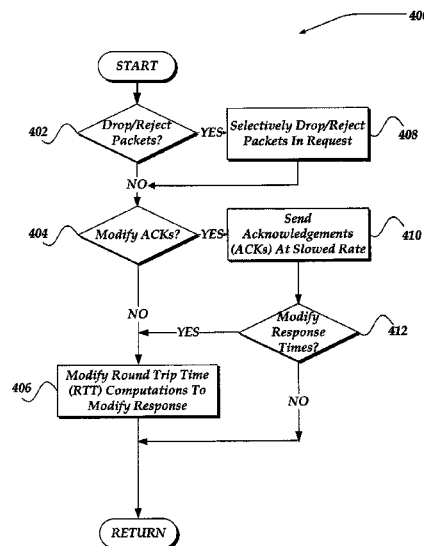 400
START
402
Drop/Reject
Packets?
YES
Selectively Drop/Reject
Packets In Request
408
NO
404
Modify ACKs?
YES
Send
Acknowledgements
(ACKs) At Slowed Rate
410
NO
YES
Modify
Response
Times?
412
406
Modify Round Trip Time
(RTT) Computations To
Modify Response
NO
RETURN